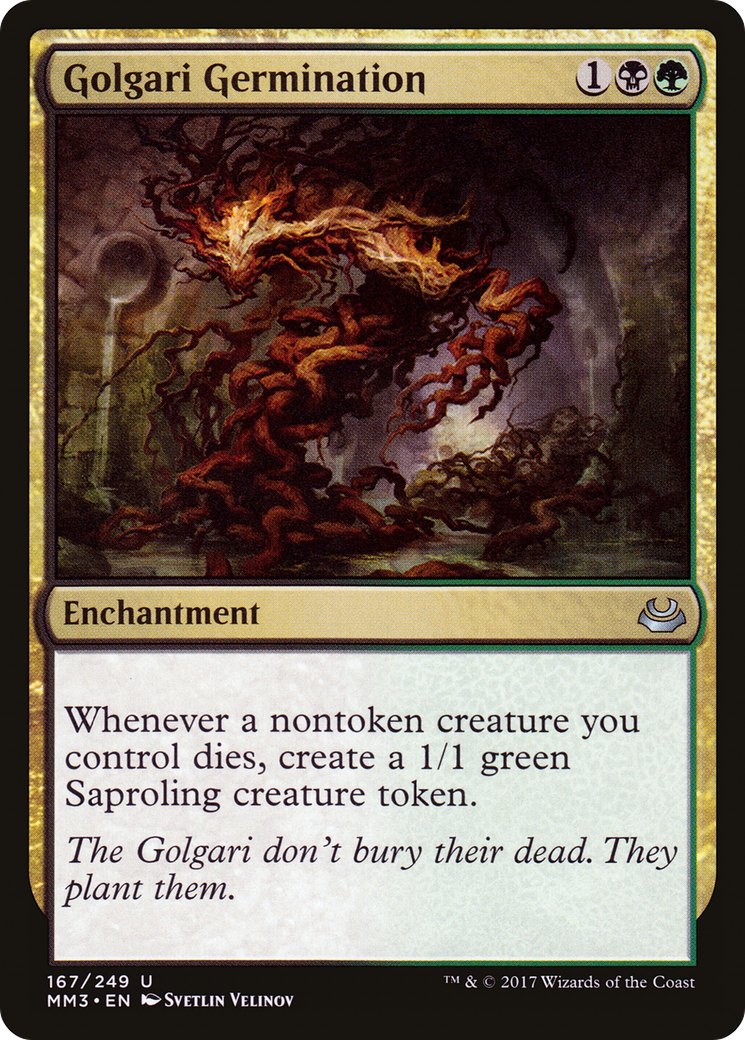 Golgari Germination 1
Enchantment
Whenever a nontoken creature you
control dies, create a 1/1 green
Saproling creature token.
The Golgari don't bury their dead. They
plant them.
167/249 U
MM3 • EN Svetlin Velinov
™ & © 2017 Wizards of the Coast